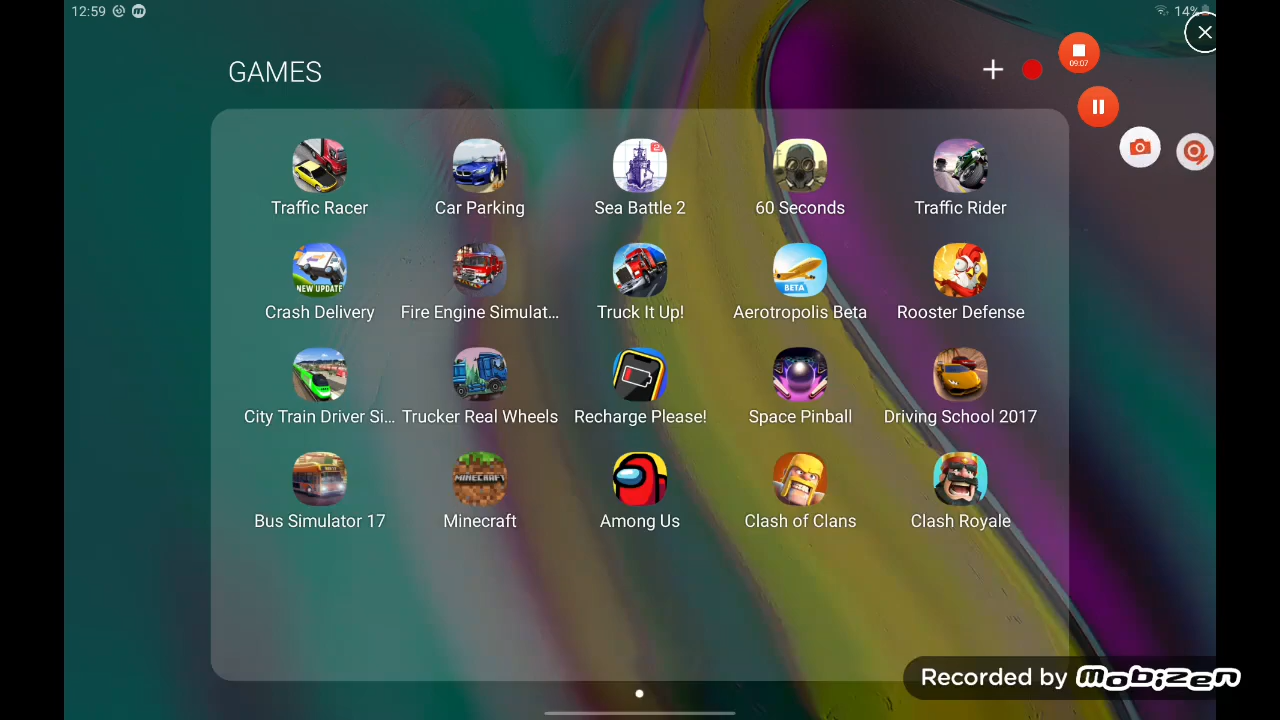 12:59
14%
GAMES
09:07
Traffic Racer
Car Parking
Sea Battle 2
60 Seconds
Traffic Rider
NEW UPDATE
BETA
Crash Delivery
Fire Engine Simulat...
Truck It Up!
Aerotropolis Beta
Rooster Defense
City Train Driver Si...
Trucker Real Wheels
Recharge Please!
Space Pinball
Driving School 2017
MINECRAFT
Bus Simulator 17
Minecraft
Among Us
Clash of Clans
Clash Royale
Recorded by mobizen